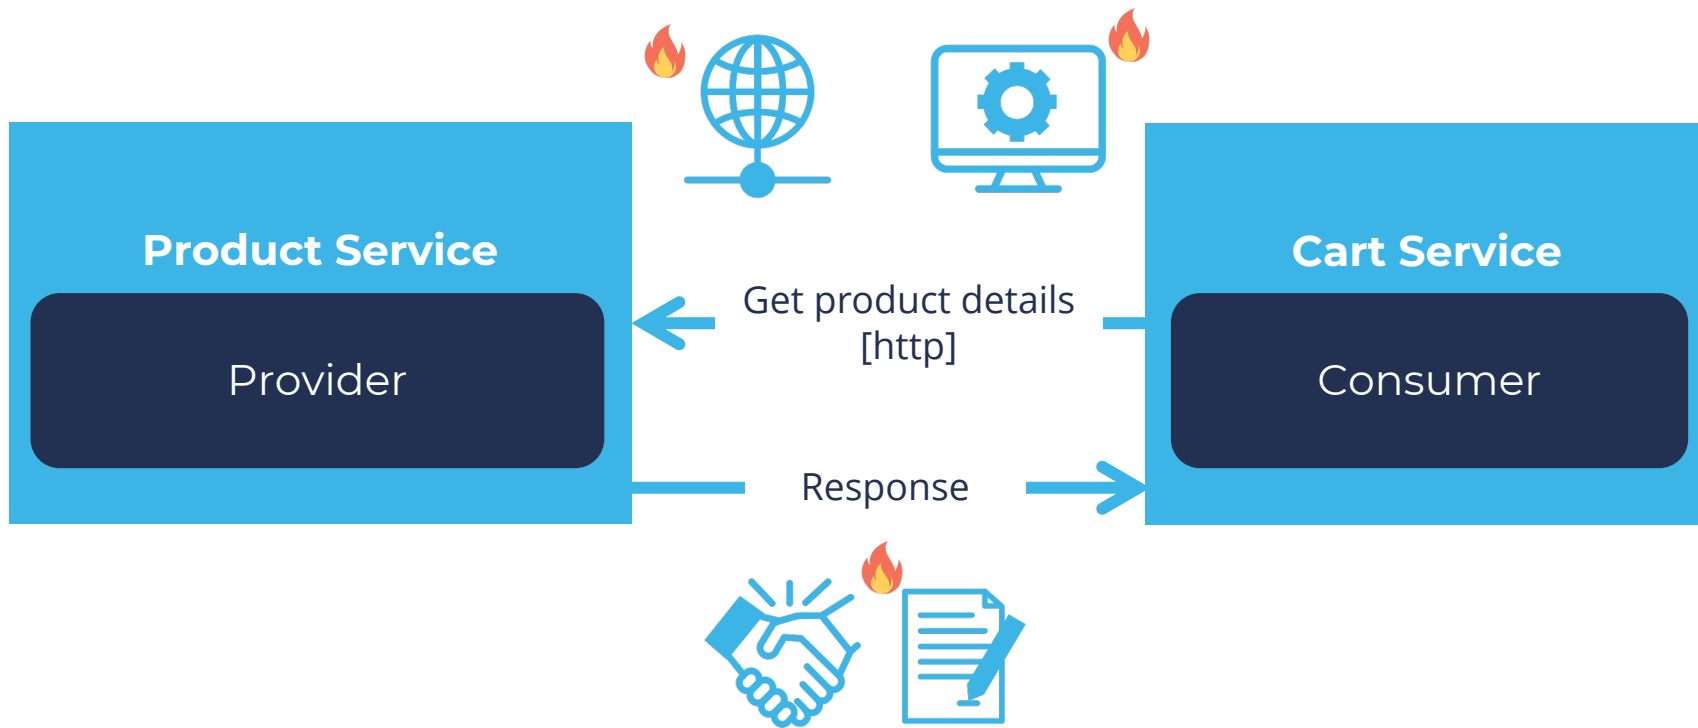 Product Service
Provider
Get product details
[http]
Response
Cart Service
Consumer